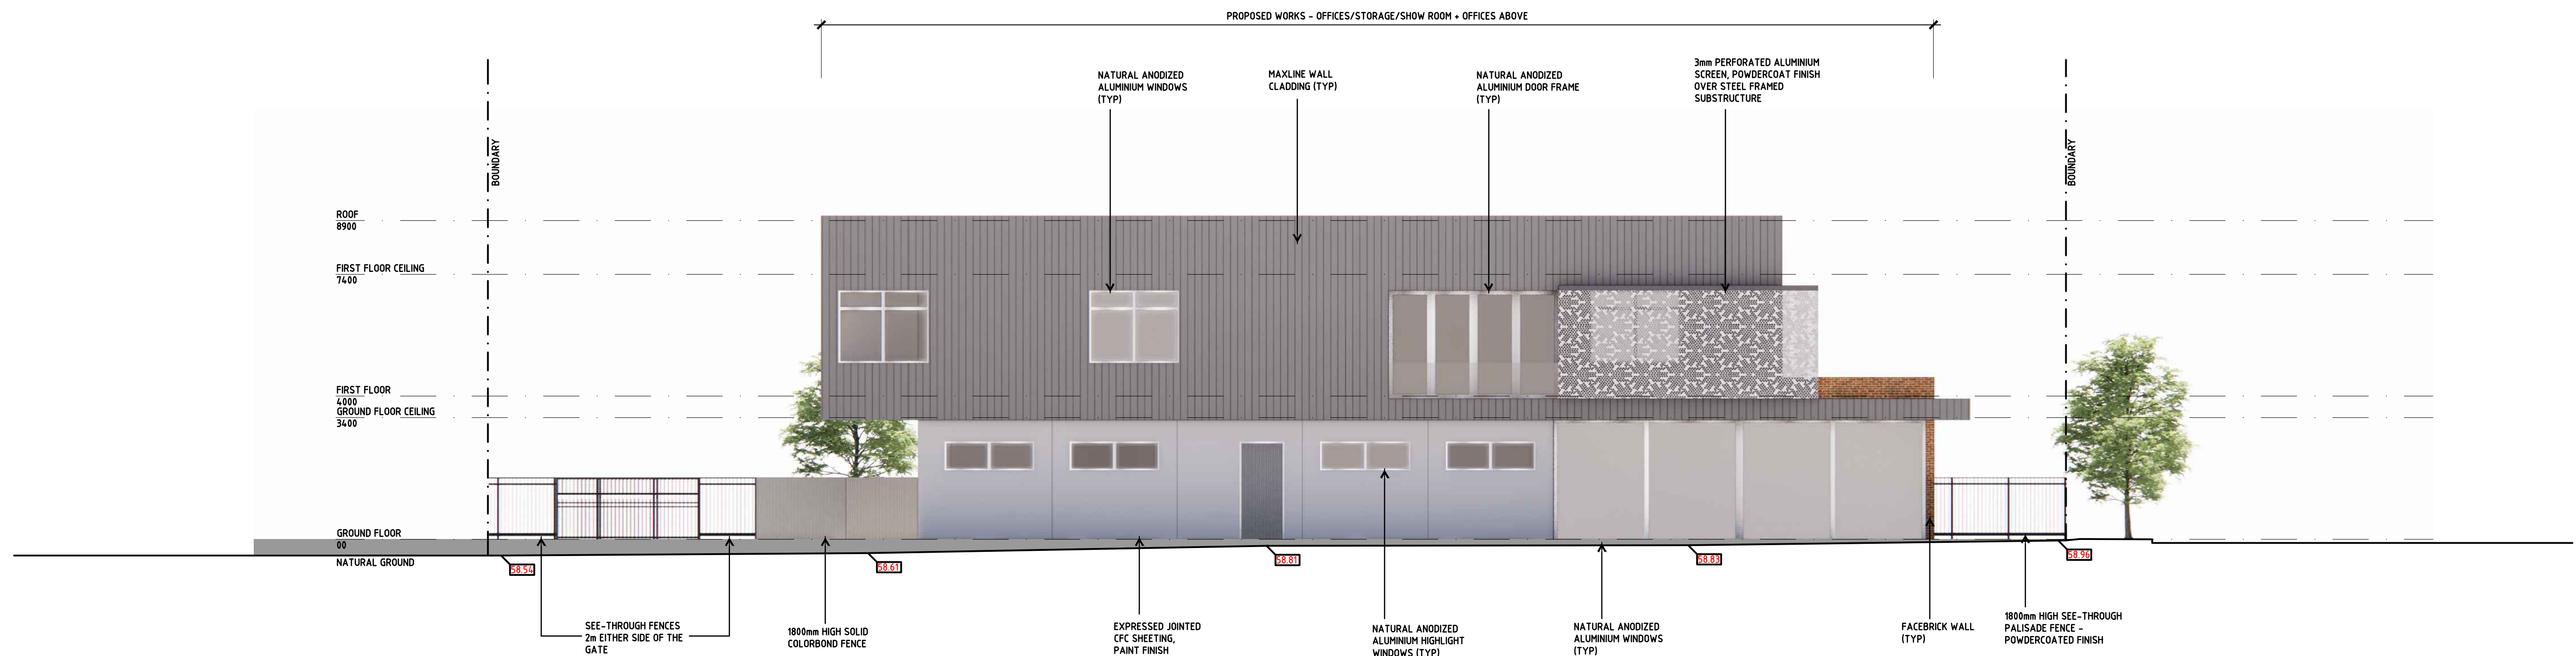 PROPOSED WORKS - OFFICES/STORAGE/SHOW ROOM + OFFICES ABOVE
NATURAL ANODIZED
ALUMINIUM WINDOWS
(TYP)
MAXLINE WALL
CLADDING (TYP)
NATURAL ANODIZED
ALUMINIUM DOOR FRAME
(TYP)
3mm PERFORATED ALUMINIUM
SCREEN, POWDERCOAT FINISH
OVER STEEL FRAMED
SUBSTRUCTURE
BOUNDARY
BOUNDARY
ROOF
8900
FIRST FLOOR CEILING
7400
FIRST FLOOR
4000
GROUND FLOOR CEILING
3400
GROUND FLOOR
00
NATURAL GROUND
58.54
58.61
58.81
58.83
58.96
SEE-THROUGH FENCES
2m EITHER SIDE OF THE
GATE
1800mm HIGH SOLID
COLORBOND FENCE
EXPRESSED JOINTED
CFC SHEETING,
PAINT FINISH
NATURAL ANODIZED
ALUMINIUM HIGHLIGHT
WINDOWS (TYP)
NATURAL ANODIZED
ALUMINIUM WINDOWS
(TYP)
FACEBRICK WALL
(TYP)
1800mm HIGH SEE-THROUGH
PALISADE FENCE -
POWDERCOATED FINISH